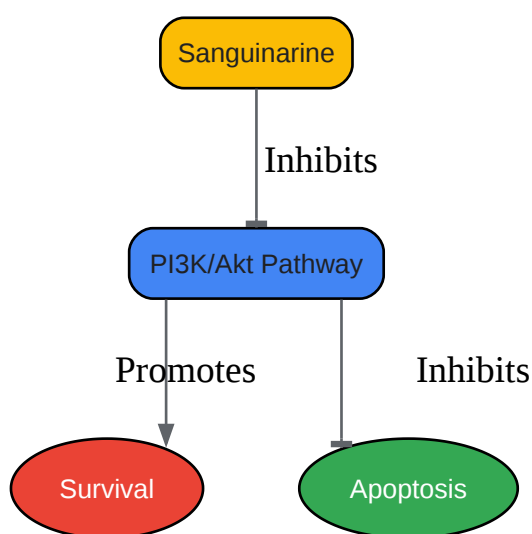 Sanguinarine
Inhibits
PI3K/Akt Pathway
Promotes
Inhibits
Survival
Apoptosis